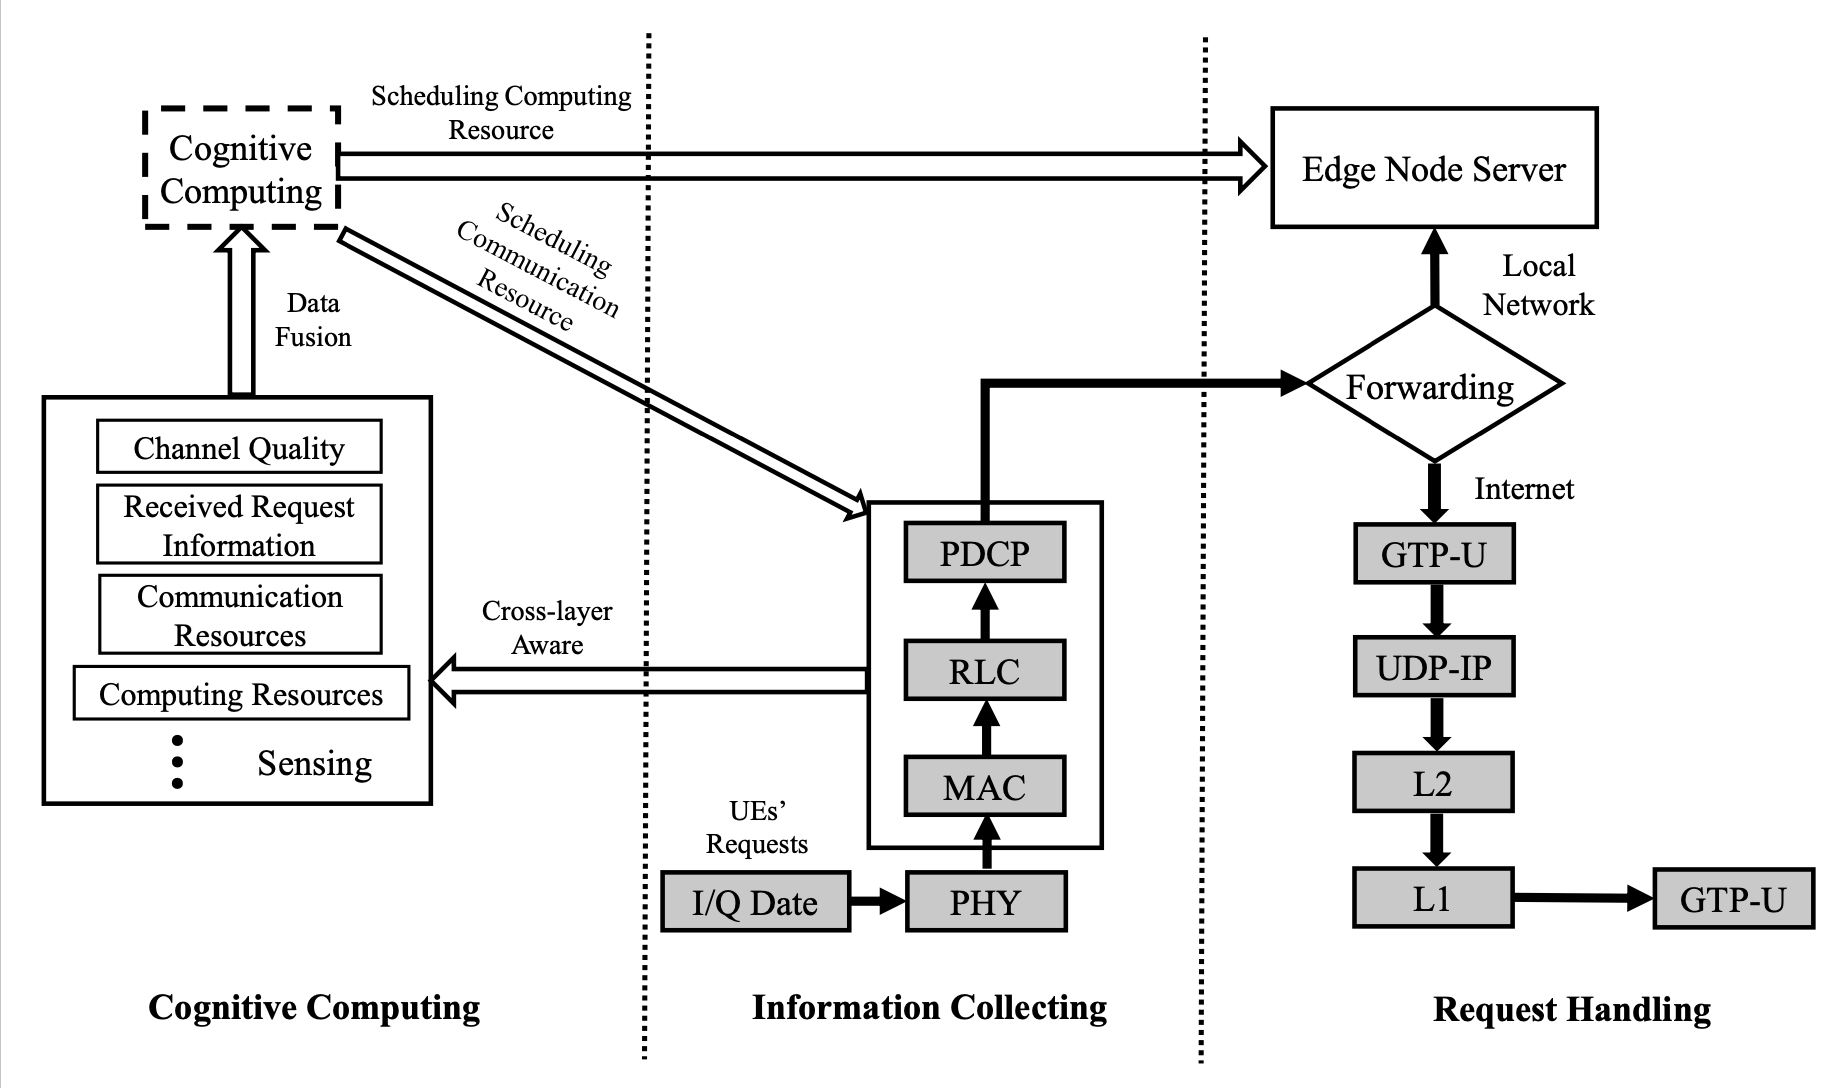 Scheduling Computing
Resource
Cognitive
Computing
Edge Node Server
Scheduling
Communication
Resource
Data
Fusion
Local
Network
Forwarding
Channel Quality
Received Request
Information
Communication
Resources
Computing Resources
Sensing
Cross-layer
Aware
PDCP
RLC
MAC
UEs’
Requests
I/Q Date
PHY
Internet
GTP-U
UDP-IP
L2
L1
GTP-U
Cognitive Computing
Information Collecting
Request Handling